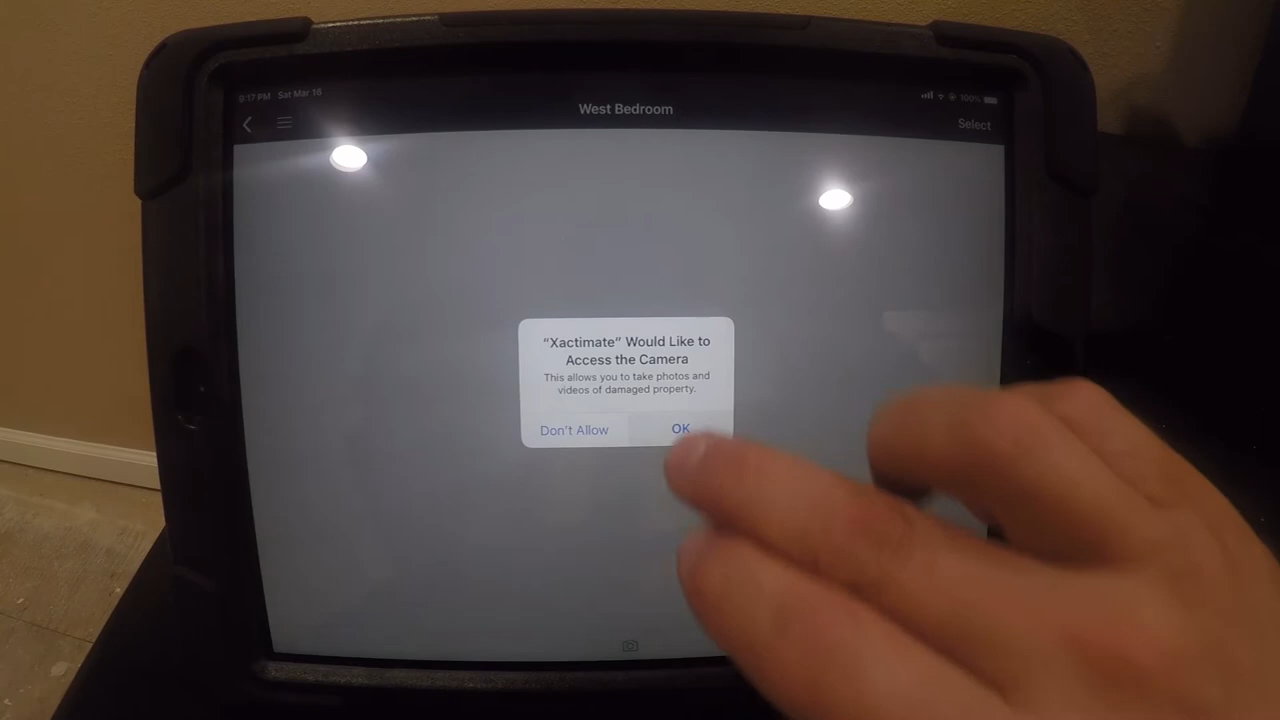 9:17 PM Sat Mar 16
100%
West Bedroom
Select
“Xactimate” Would Like to
Access the Camera
This allows you to take photos and
videos of damaged property.
Don't Allow
OK